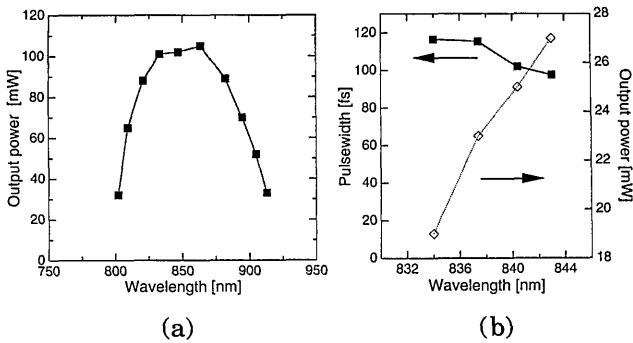 120
100
80
60
40
20
0
Output power [mW]
750 800 850 900 950
Wavelength [nm]
(a)
120
100
80
60
40
20
0
Pulsewidth [fs]
28
26
24
22
20
18
Output power [mW]
832 836 840 844
Wavelength [nm]
(b)